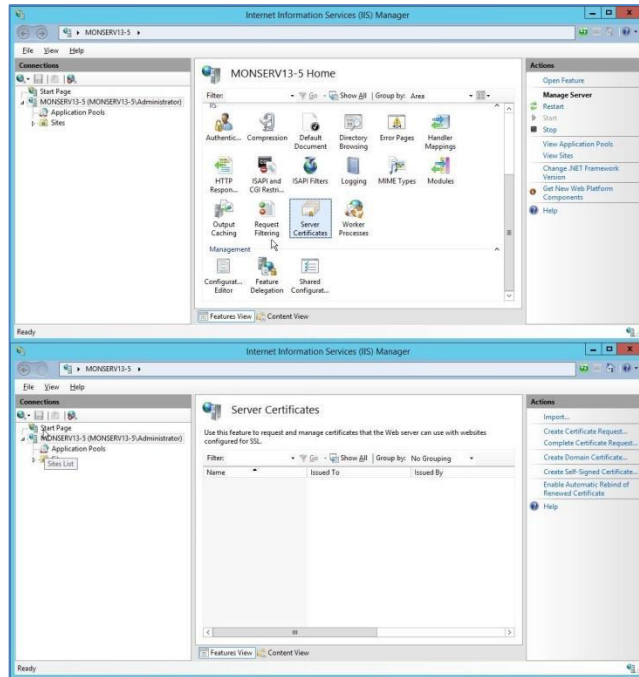 Internet Information Services (IIS) Manager
MONSERV13-5
File View Help
Connections
Start Page
MONSERV13-5 (MONSERV13-5\Administrator)
Application Pools
Sites
MONSERV13-5 Home
Filter: Go Show All Group by: Area
IIS
Authentic... Compression Default Document Directory Browsing Error Pages Handler Mappings
HTTP Respon... ISAPI and CGI Restri... ISAPI Filters Logging MIME Types Modules
Output Caching Request Filtering Server Certificates Worker Processes
Management
Configurat... Editor Feature Delegation Shared Configurat...
Features View Content View
Actions
Open Feature
Manage Server
Restart
Start
Stop
View Application Pools
View Sites
Change .NET Framework
Version
Get New Web Platform
Components
Help
Ready
Internet Information Services (IIS) Manager
MONSERV13-5
File View Help
Connections
Start Page
MONSERV13-5 (MONSERV13-5\Administrator)
Application Pools
Sites List
Server Certificates
Use this feature to request and manage certificates that the Web server can use with websites
configured for SSL.
Filter: Go Show All Group by: No Grouping
Name Issued To Issued By
Features View Content View
Actions
Import...
Create Certificate Request...
Complete Certificate Request...
Create Domain Certificate...
Create Self-Signed Certificate...
Enable Automatic Rebind of
Renewed Certificate
Help
Ready